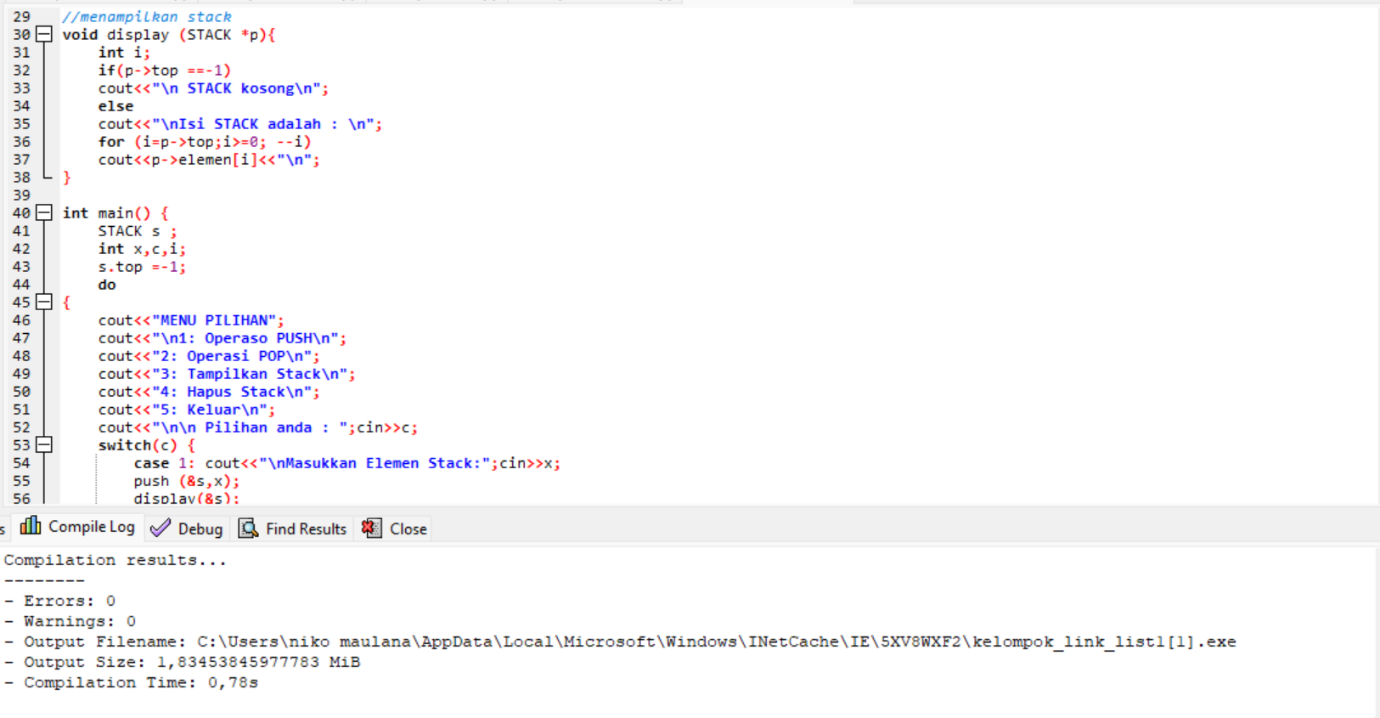 29 //menampilkan stack
30 void display (STACK *p){
31 int i;
32 if(p->top ==-1)
33 cout<<"\n STACK kosong\n";
34 else
35 cout<<"\nIsi STACK adalah : \n";
36 for (i=p->top;i>=0; --i)
37 cout<<p->elemen[i]<<"\n";
38 }
39
40 int main() {
41 STACK s ;
42 int x,c,i;
43 s.top =-1;
44 do
45 {
46 cout<<"MENU PILIHAN";
47 cout<<"\n1: Operaso PUSH\n";
48 cout<<"2: Operasi POP\n";
49 cout<<"3: Tampilkan Stack\n";
50 cout<<"4: Hapus Stack\n";
51 cout<<"5: Keluar\n";
52 cout<<"\n\n Pilihan anda : ";cin>>c;
53 switch(c) {
54 case 1: cout<<"\nMasukkan Elemen Stack:";cin>>x;
55 push (&s,x);
56 display(&s);
s Compile Log Debug Find Results Close
Compilation results...
--------
- Errors: 0
- Warnings: 0
- Output Filename: C:\Users\niko maulana\AppData\Local\Microsoft\Windows\INetCache\IE\5XV8WXF2\kelompok_link_list1[1].exe
- Output Size: 1,83453845977783 MiB
- Compilation Time: 0,78s